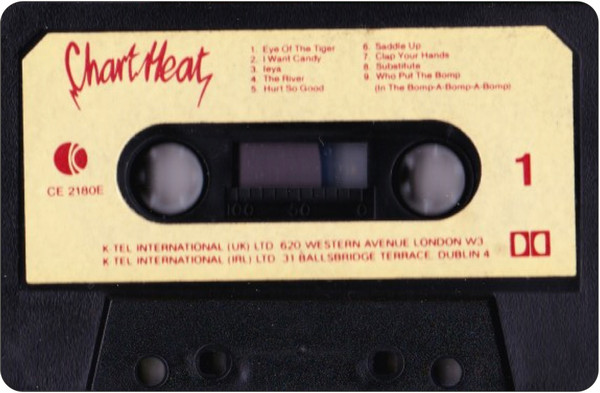 Chart Heat
1. Eye Of The Tiger
2. I Want Candy
3. Ieya
4. The River
5. Hurt So Good
6. Saddle Up
7. Clap Your Hands
8. Substitute
9. Who Put The Bomp
(In The Bomp-A-Bomp-A-Bomp)
K
CE 2180E
1
100 50 0
K-TEL INTERNATIONAL (UK) LTD. 620 WESTERN AVENUE LONDON W3
K-TEL INTERNATIONAL (IRL) LTD. 31 BALLSBRIDGE TERRACE, DUBLIN 4